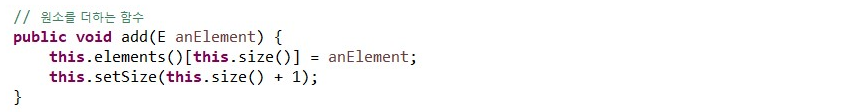 // 원소를 더하는 함수
public void add(E anElement) {
    this.elements()[this.size()] = anElement;
    this.setSize(this.size() + 1);
}